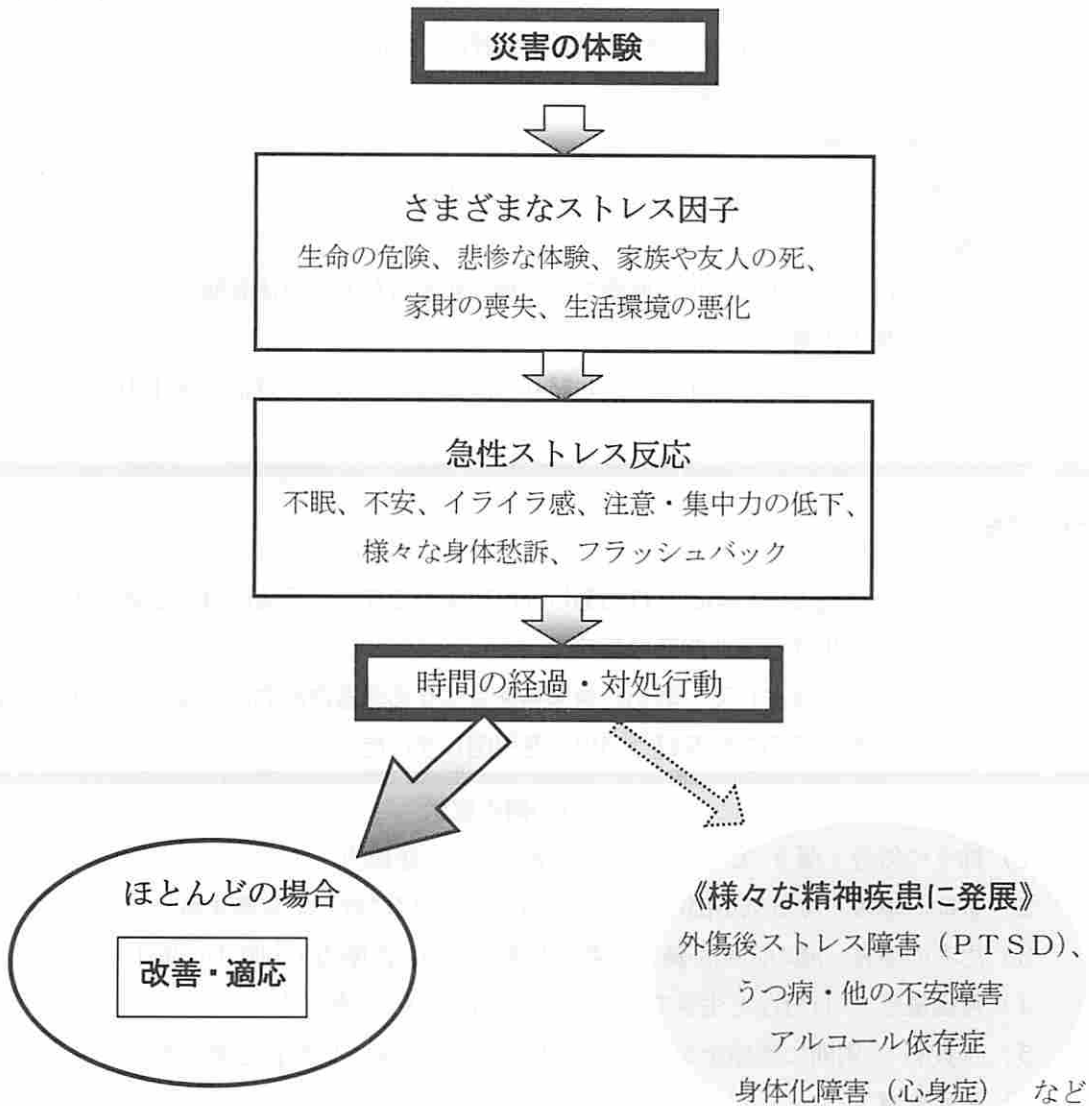 災害の体験
さまざまなストレス因子
生命の危険、悲惨な体験、家族や友人の死、
家財の喪失、生活環境の悪化
急性ストレス反応
不眠、不安、イライラ感、注意・集中力の低下、
様々な身体愁訴、フラッシュバック
時間の経過・対処行動
ほとんどの場合
改善・適応
《様々な精神疾患に発展》
外傷後ストレス障害（ＰＴＳＤ）、
うつ病・他の不安障害
アルコール依存症
身体化障害（心身症）　など